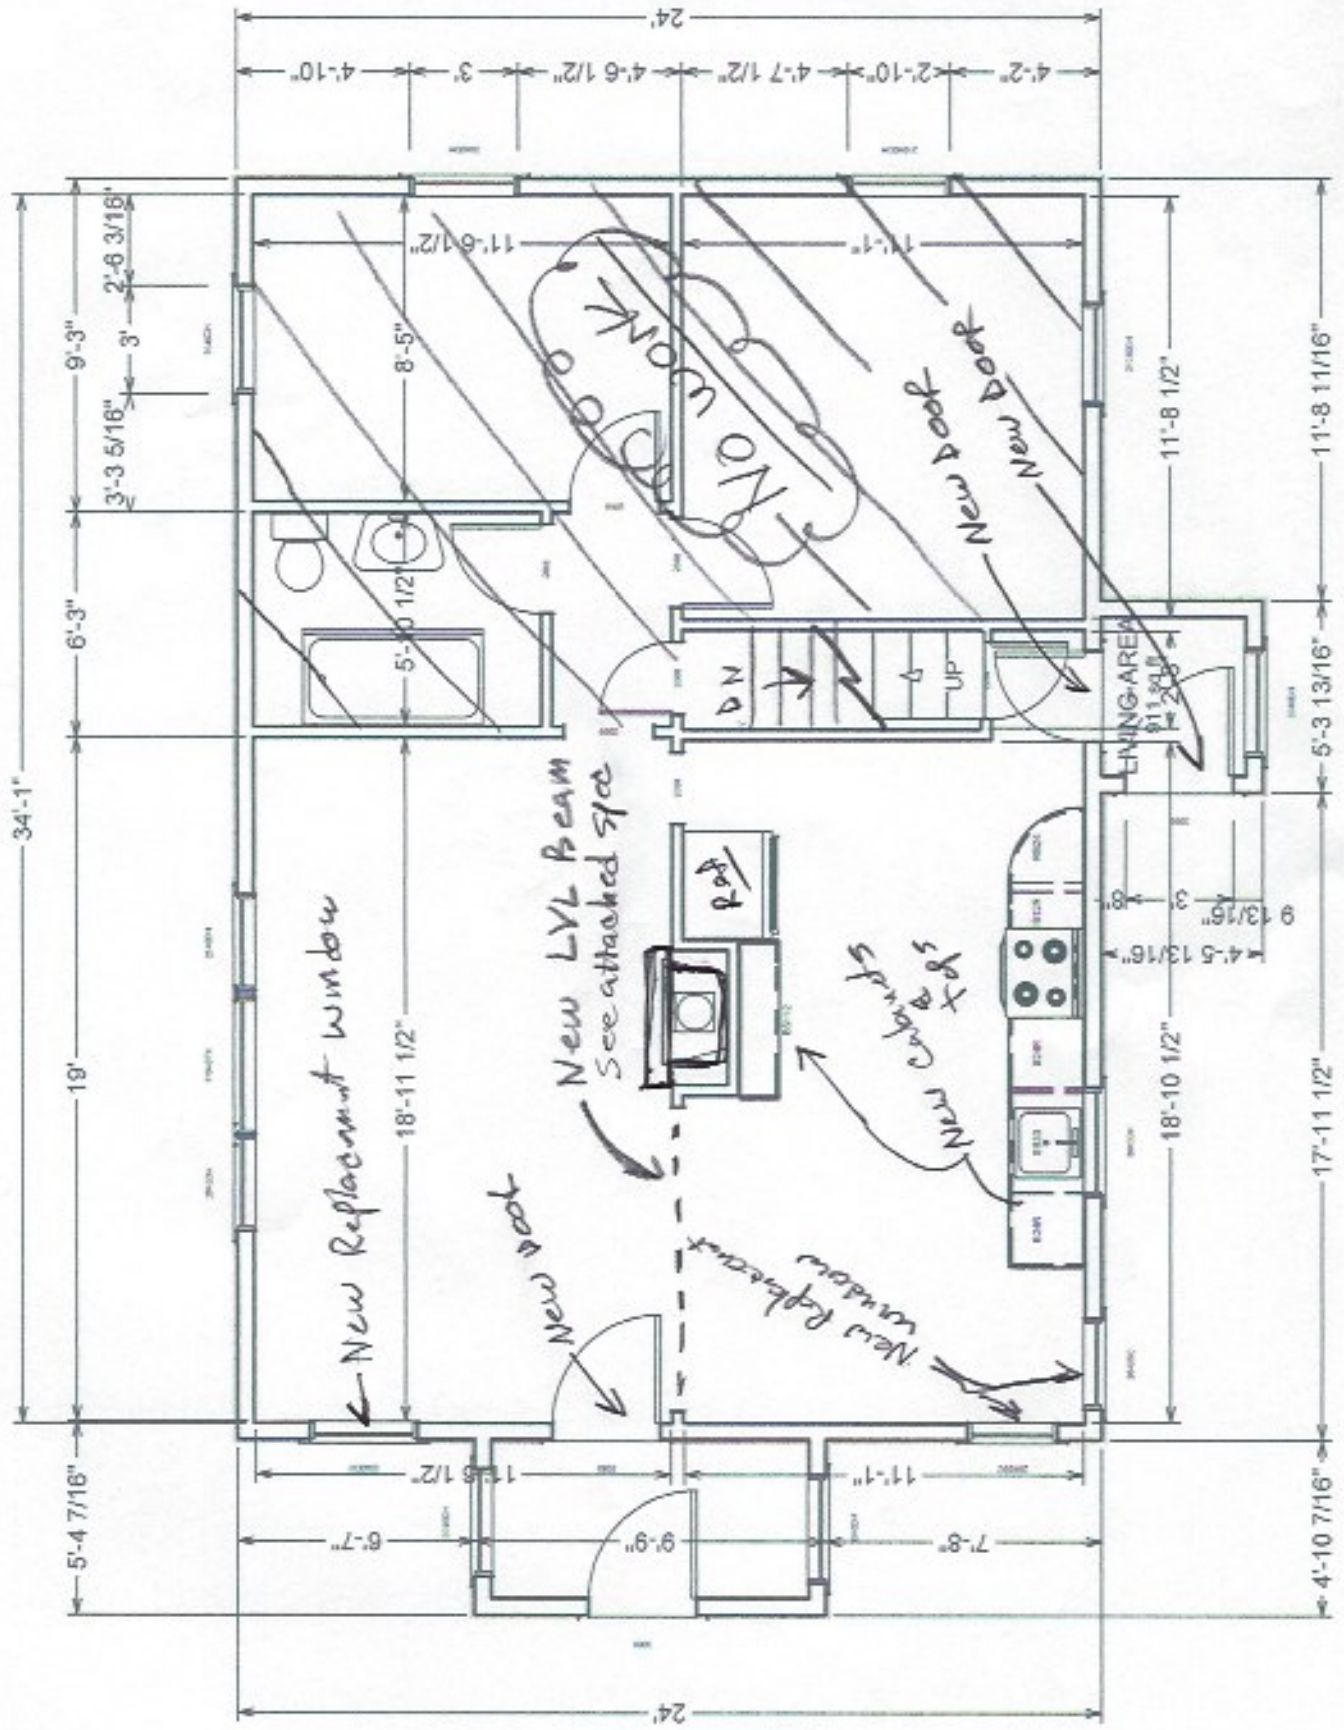 24'
4'-10"
3'
4'-6 1/2"
4'-7 1/2"
2'-10"
4'-2"
34'-1"
9'-3"
2'-6 3/16"
3'
3'-3 5/16"
6'-3"
19'
5'-4 7/16"
11'-6 1/2"
8'-5"
11'-1"
No work
5'-10 1/2"
DN
UP
New Door
New Door
LIVING AREA
911 sq ft
11'-8 1/2"
11'-8 11/16"
5'-3 13/16"
New LVL Beam
See attached spec
Ref
New Replacement window
18'-11 1/2"
New Door
New Cabinets
New Replacement
window
8"
3'
9 13/16"
4'-5 13/16"
18'-10 1/2"
17'-11 1/2"
11'-6 1/2"
11'-1"
6'-7"
9'-9"
7'-8"
4'-10 7/16"
24'